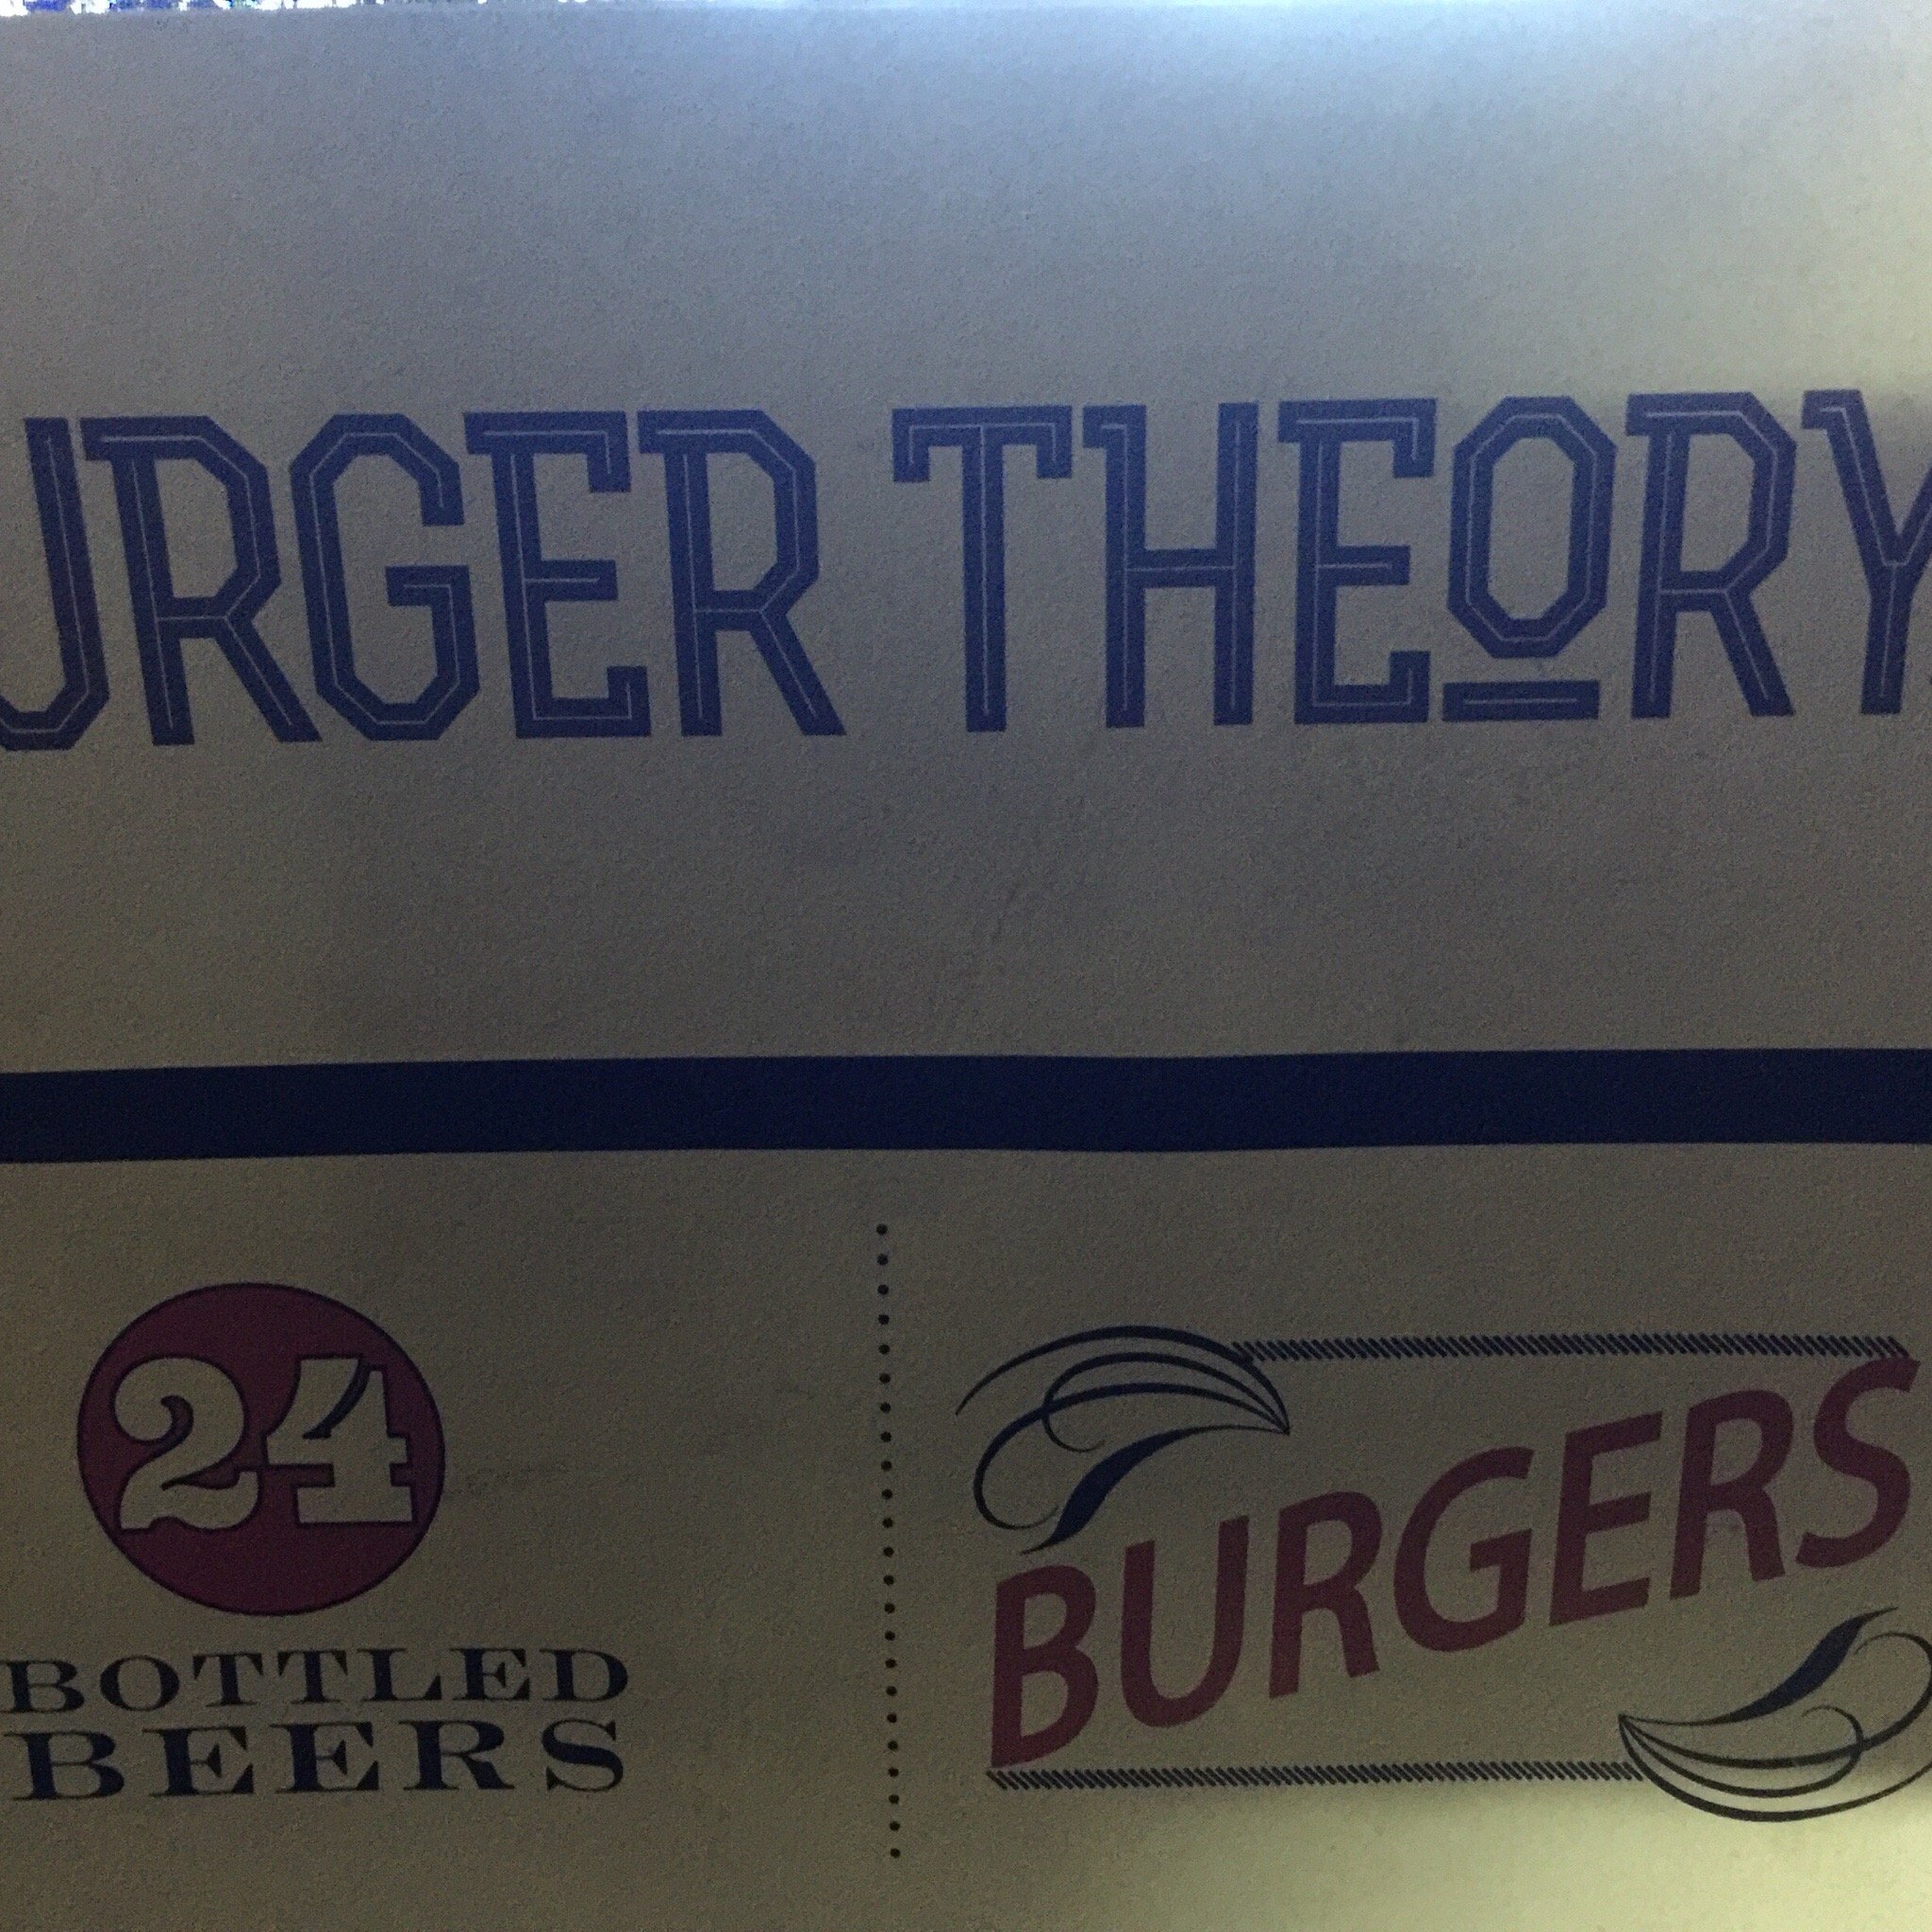 URGER THEORY
24
BOTTLED
BEERS
BURGERS